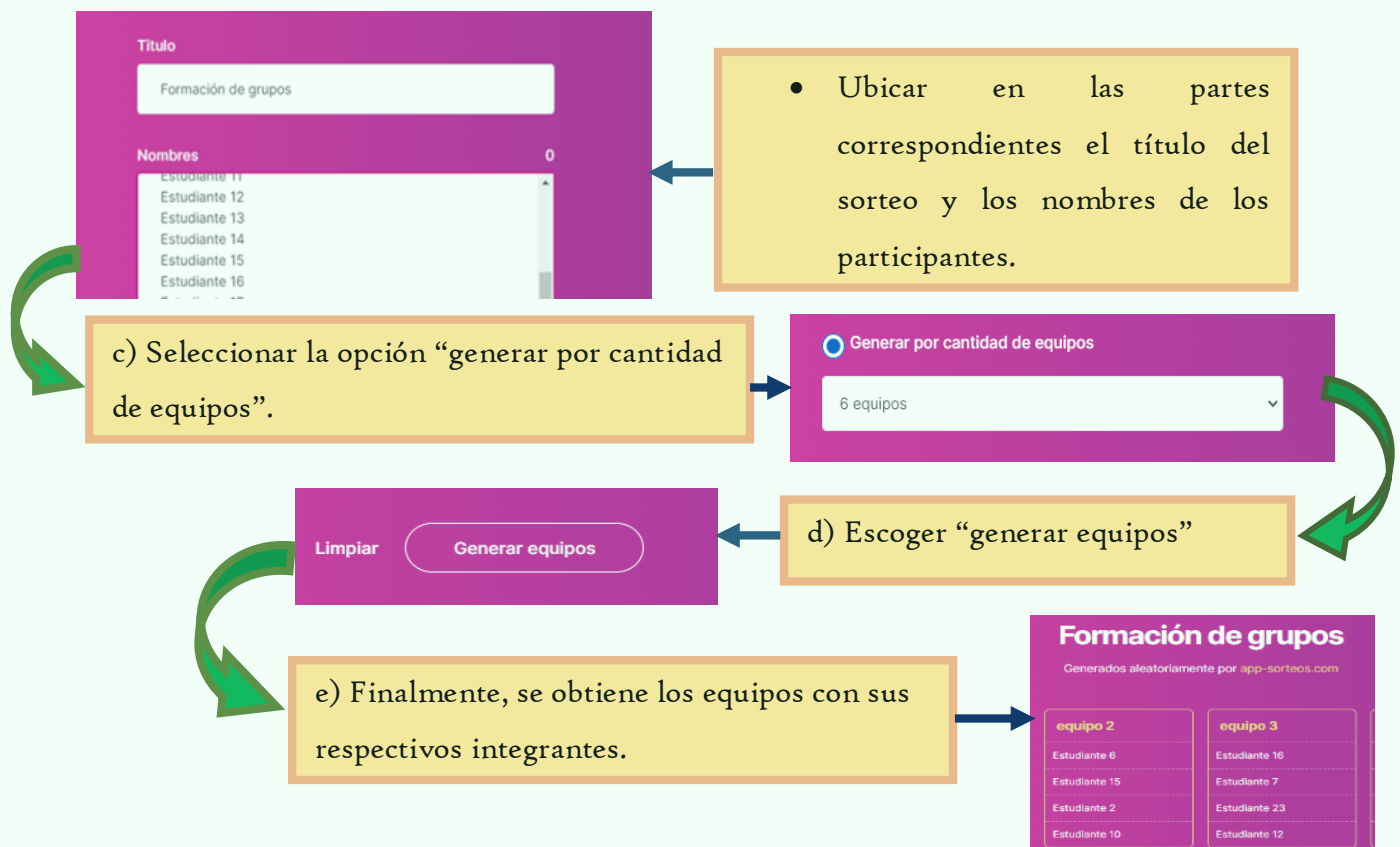 Titulo
Formación de grupos
Nombres 0
Estudiante 11
Estudiante 12
Estudiante 13
Estudiante 14
Estudiante 15
Estudiante 16
• Ubicar en las partes
correspondientes el título del
sorteo y los nombres de los
participantes.
c) Seleccionar la opción “generar por cantidad
de equipos”.
Generar por cantidad de equipos
6 equipos
d) Escoger “generar equipos”
Limpiar Generar equipos
e) Finalmente, se obtiene los equipos con sus
respectivos integrantes.
Formación de grupos
Generados aleatoriamente por app-sorteos.com
equipo 2
Estudiante 6
Estudiante 15
Estudiante 2
Estudiante 10
equipo 3
Estudiante 16
Estudiante 7
Estudiante 23
Estudiante 12